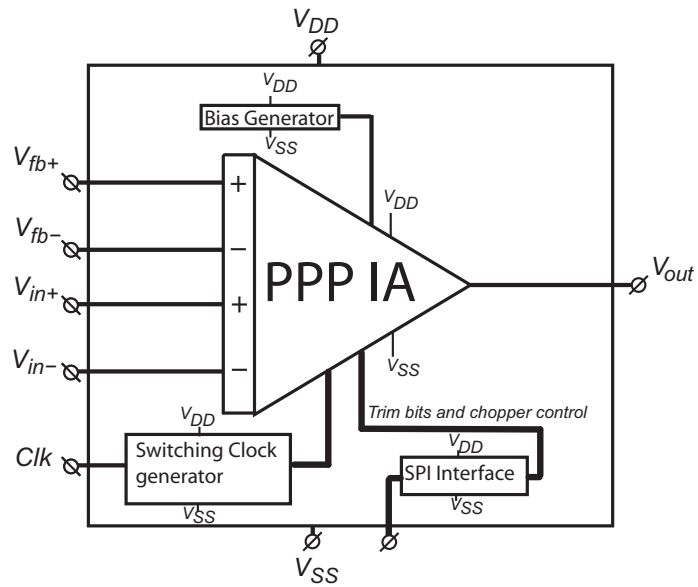 VDD
VDD
Bias Generator
VSS
Vfb+
+
VDD
Vfb−
−
PPP IA
Vin+
+
Vout
Vin−
−
VSS
Trim bits and chopper control
VDD
Switching Clock
generator
Clk
VSS
VDD
SPI Interface
VSS
VSS